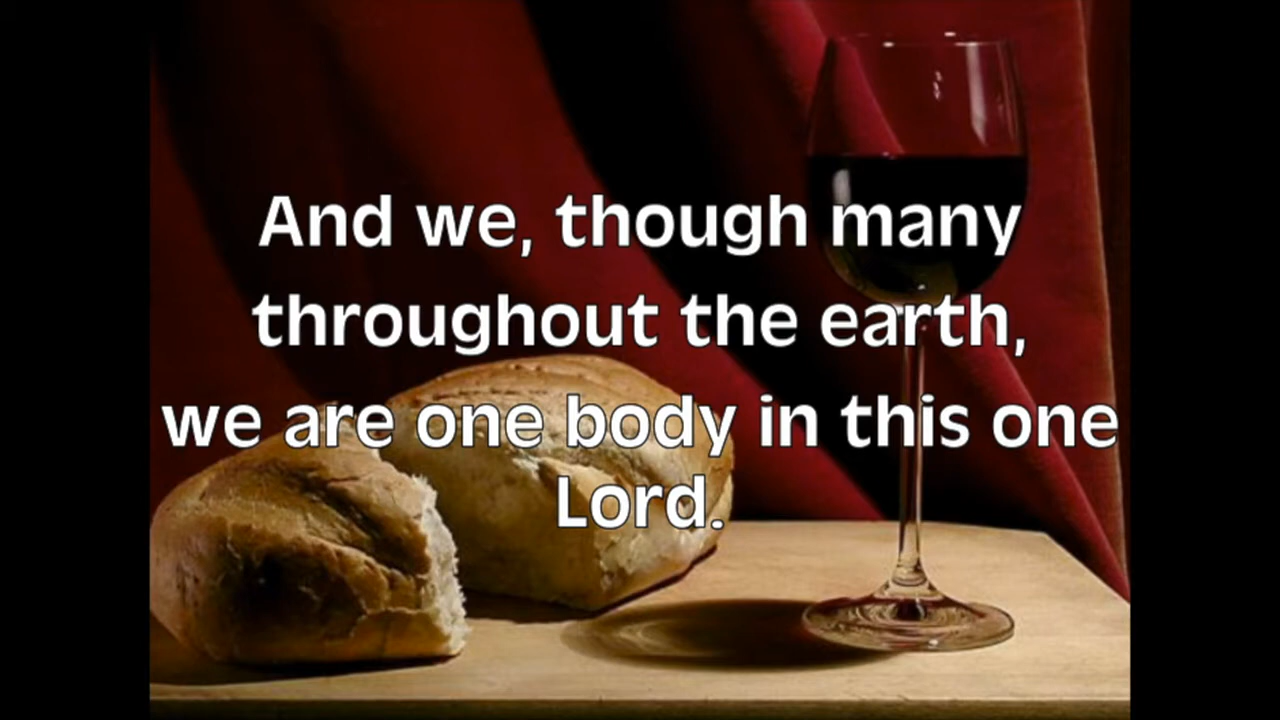 And we, though many
throughout the earth,
we are one body in this one
Lord.